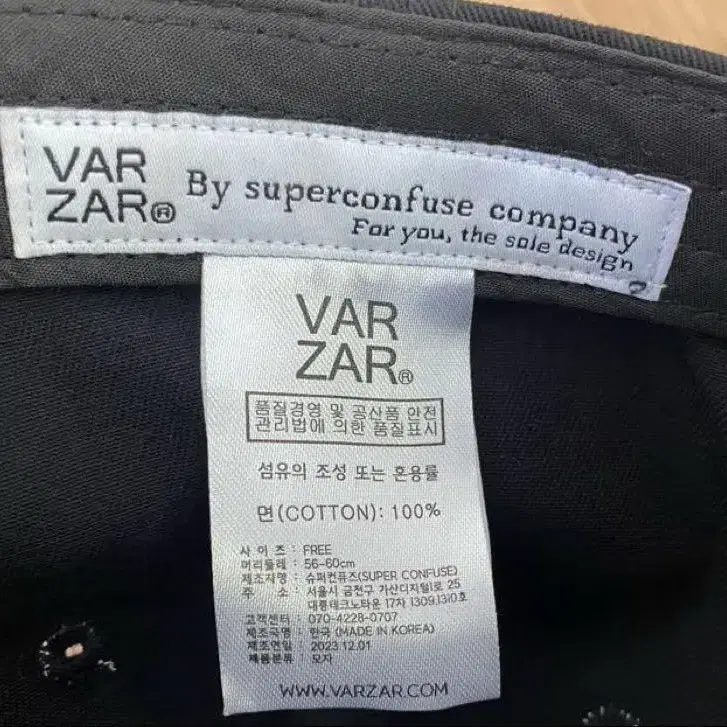 VAR
ZAR®
By superconfuse company
For you, the sole design
VAR
ZAR®
품질경영 및 공산품 안전
관리법에 의한 품질표시
섬유의 조성 또는 혼용률
면(COTTON): 100%
사 이 즈 : FREE
머리둘레 : 56-60cm
제조자명 : 슈퍼컨퓨즈(SUPER CONFUSE)
주 소 : 서울시 금천구 가산디지털1로 25
대륭테크노타운 17차 1309,1310호
고객센터 : 070-4228-0707
제조국명 : 한국 (MADE IN KOREA)
제조연일 : 2023.12.01
제품분류 : 모자
WWW.VARZAR.COM